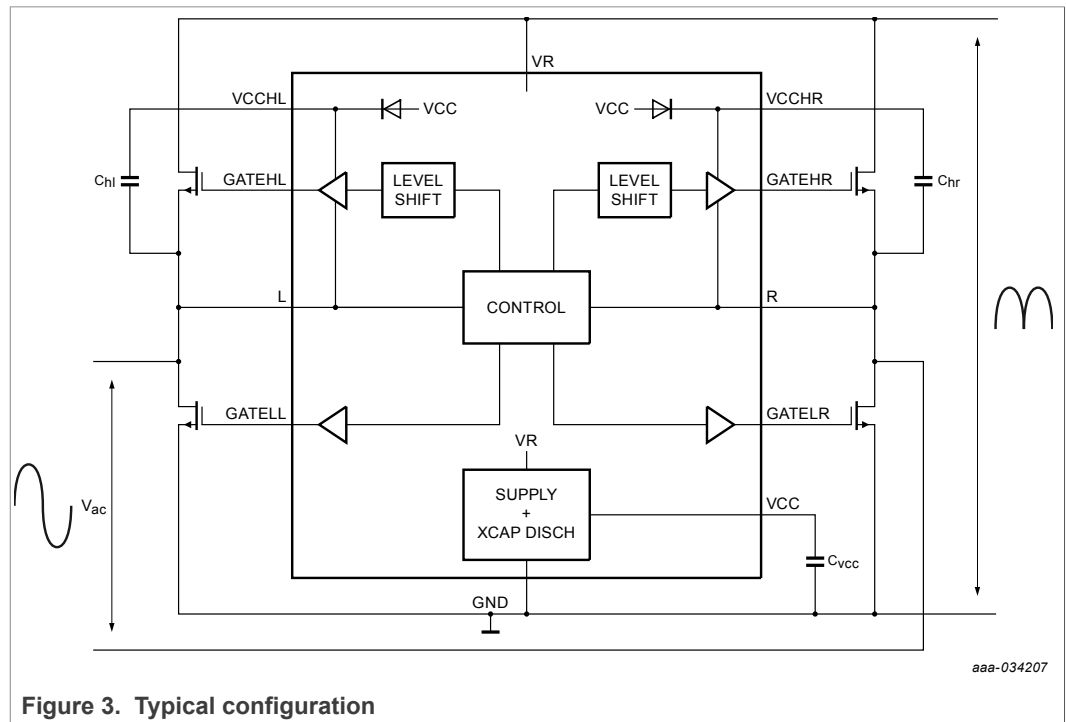 VR
VCCHL
VCC
VCC
VCCHR
Chl
GATEHL
LEVEL
SHIFT
LEVEL
SHIFT
GATEHR
Chr
L
CONTROL
R
GATELL
GATELR
VR
Vac
SUPPLY
+
XCAP DISCH
VCC
Cvcc
GND
aaa-034207
Figure 3. Typical configuration